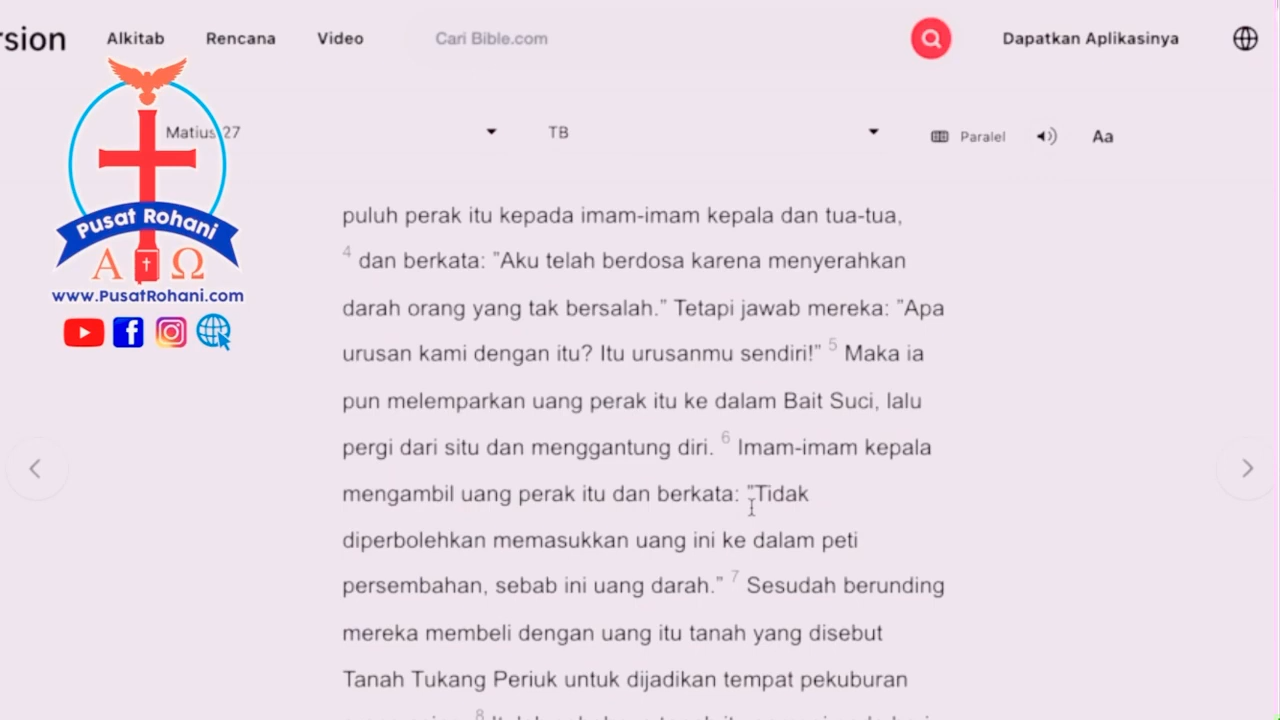 rsion Alkitab Rencana Video Cari Bible.com Dapatkan Aplikasinya
Matius 27 TB Paralel Aa
Pusat Rohani
Α Ω
www.PusatRohani.com
puluh perak itu kepada imam-imam kepala dan tua-tua,
4 dan berkata: "Aku telah berdosa karena menyerahkan
darah orang yang tak bersalah." Tetapi jawab mereka: "Apa
urusan kami dengan itu? Itu urusanmu sendiri!" 5 Maka ia
pun melemparkan uang perak itu ke dalam Bait Suci, lalu
pergi dari situ dan menggantung diri. 6 Imam-imam kepala
mengambil uang perak itu dan berkata: "Tidak
diperbolehkan memasukkan uang ini ke dalam peti
persembahan, sebab ini uang darah." 7 Sesudah berunding
mereka membeli dengan uang itu tanah yang disebut
Tanah Tukang Periuk untuk dijadikan tempat pekuburan
8